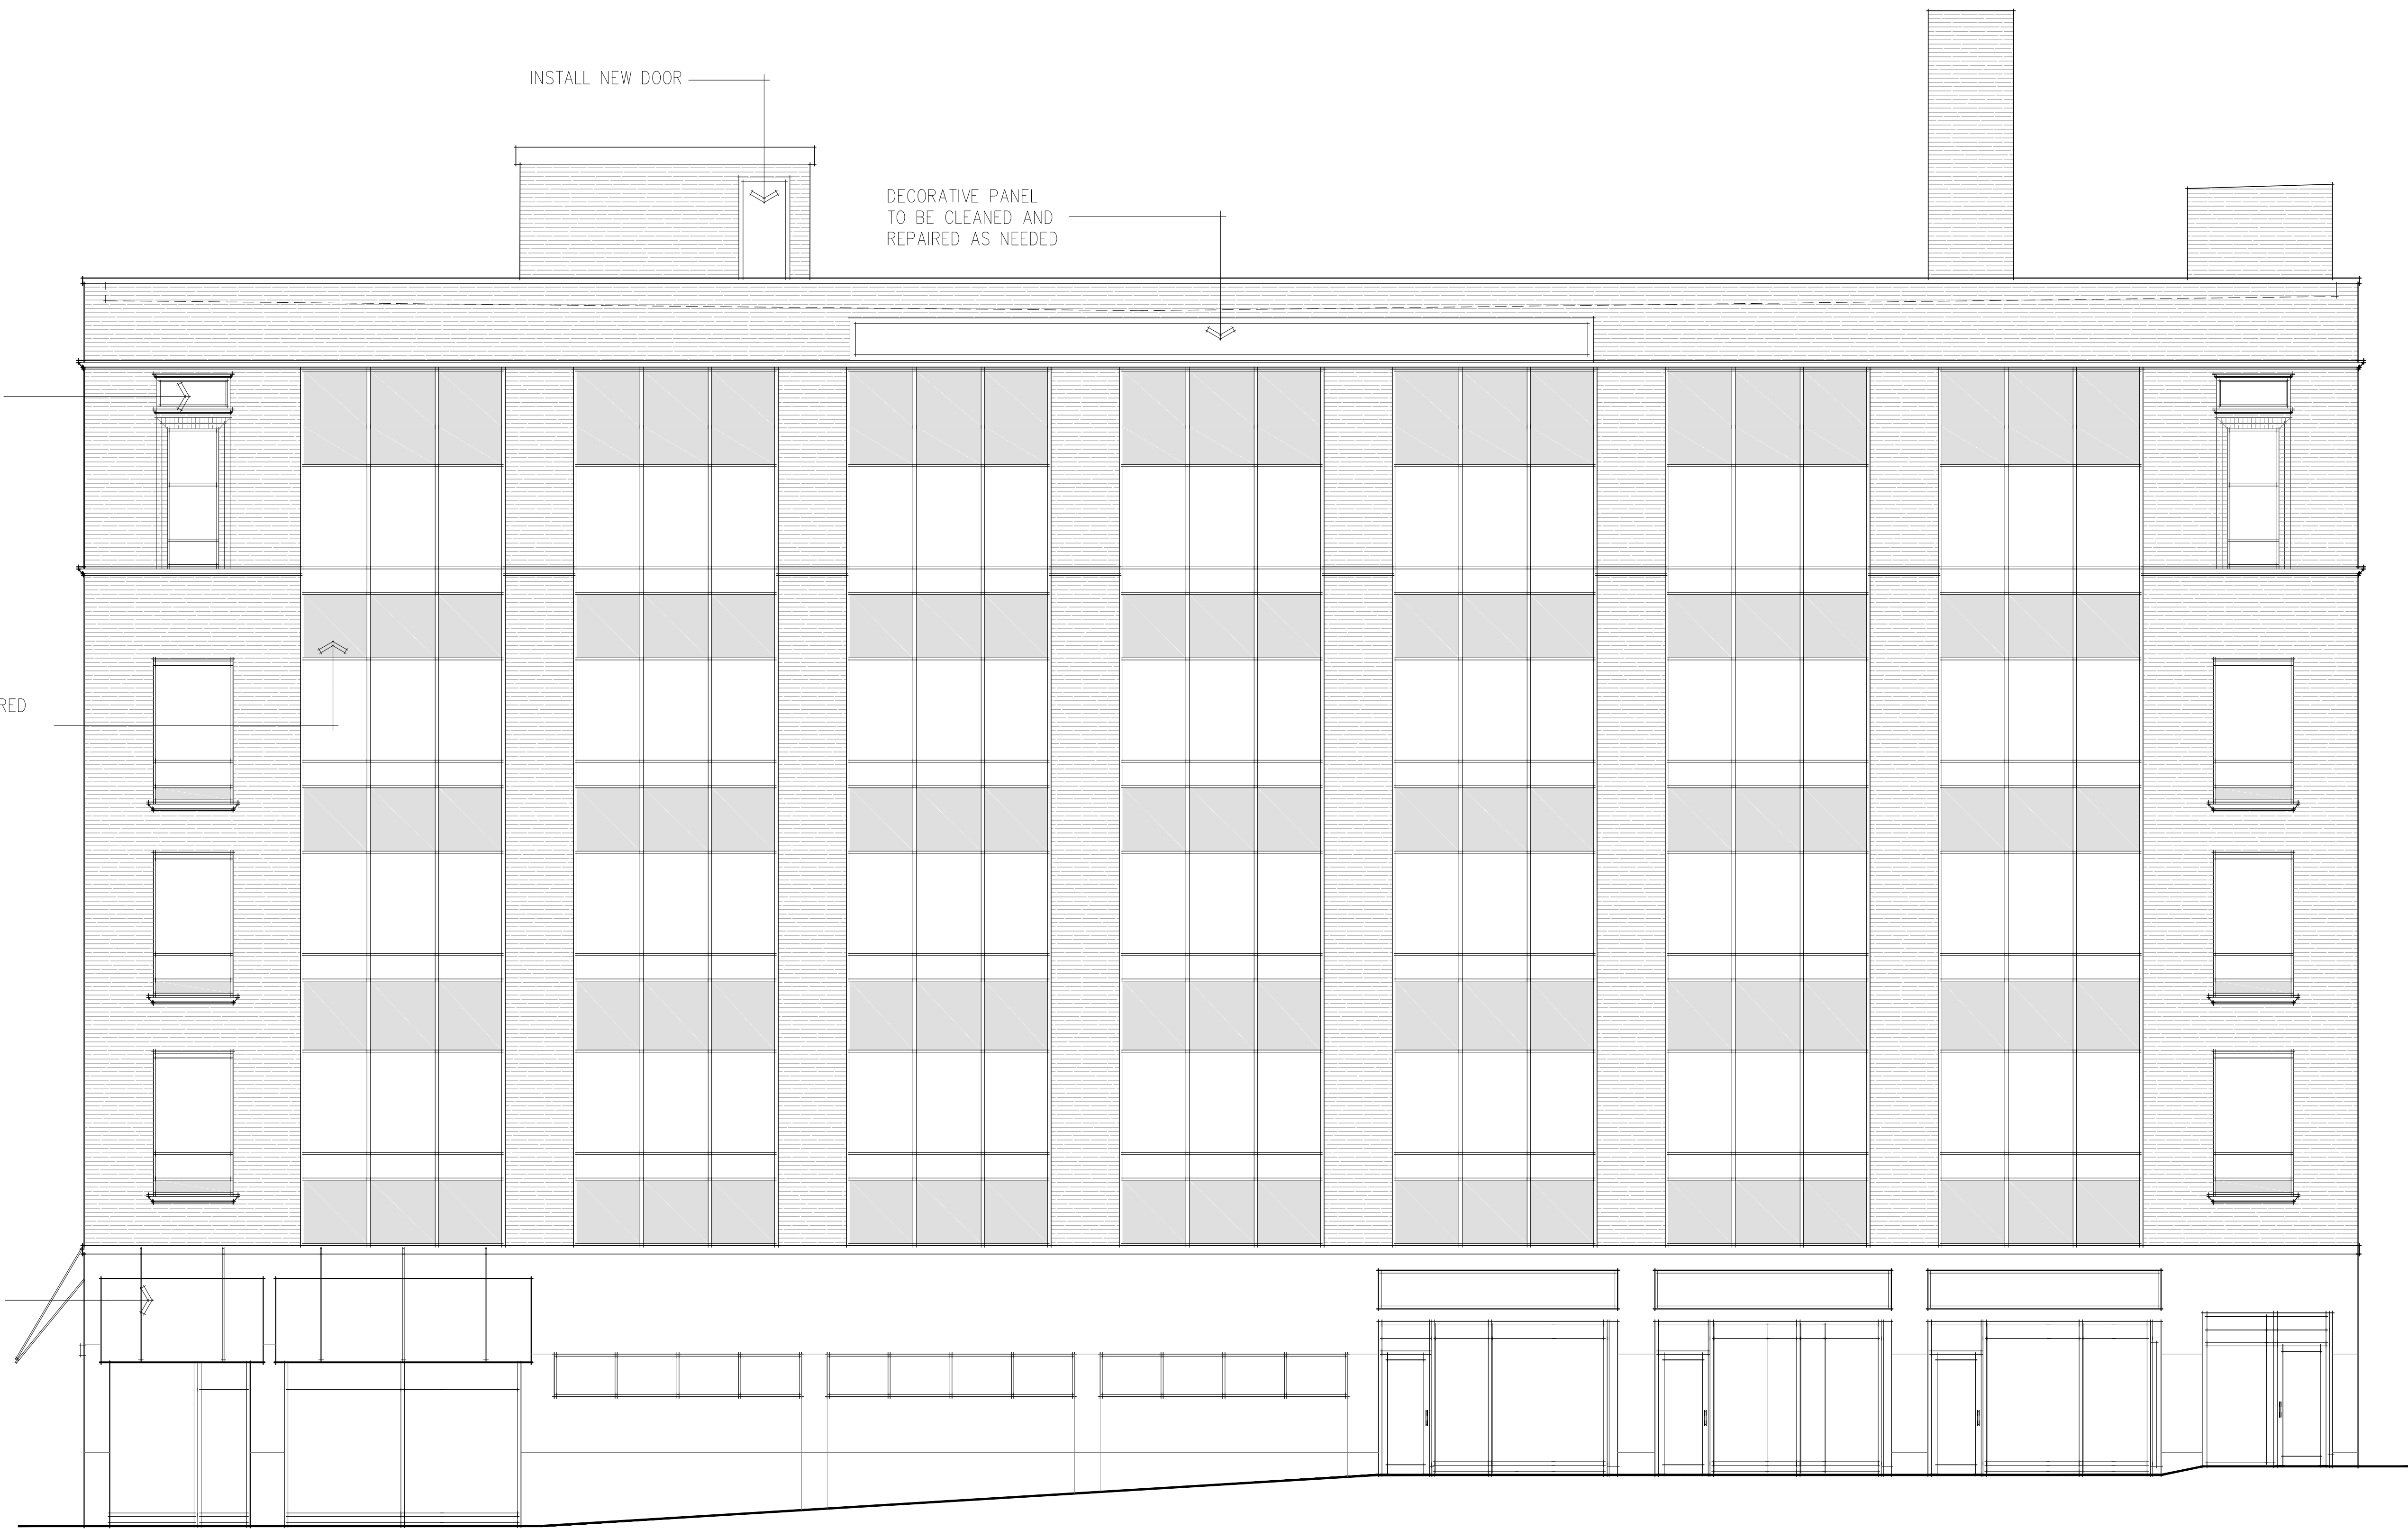 INSTALL NEW DOOR
DECORATIVE PANEL
TO BE CLEANED AND
REPAIRED AS NEEDED
RED